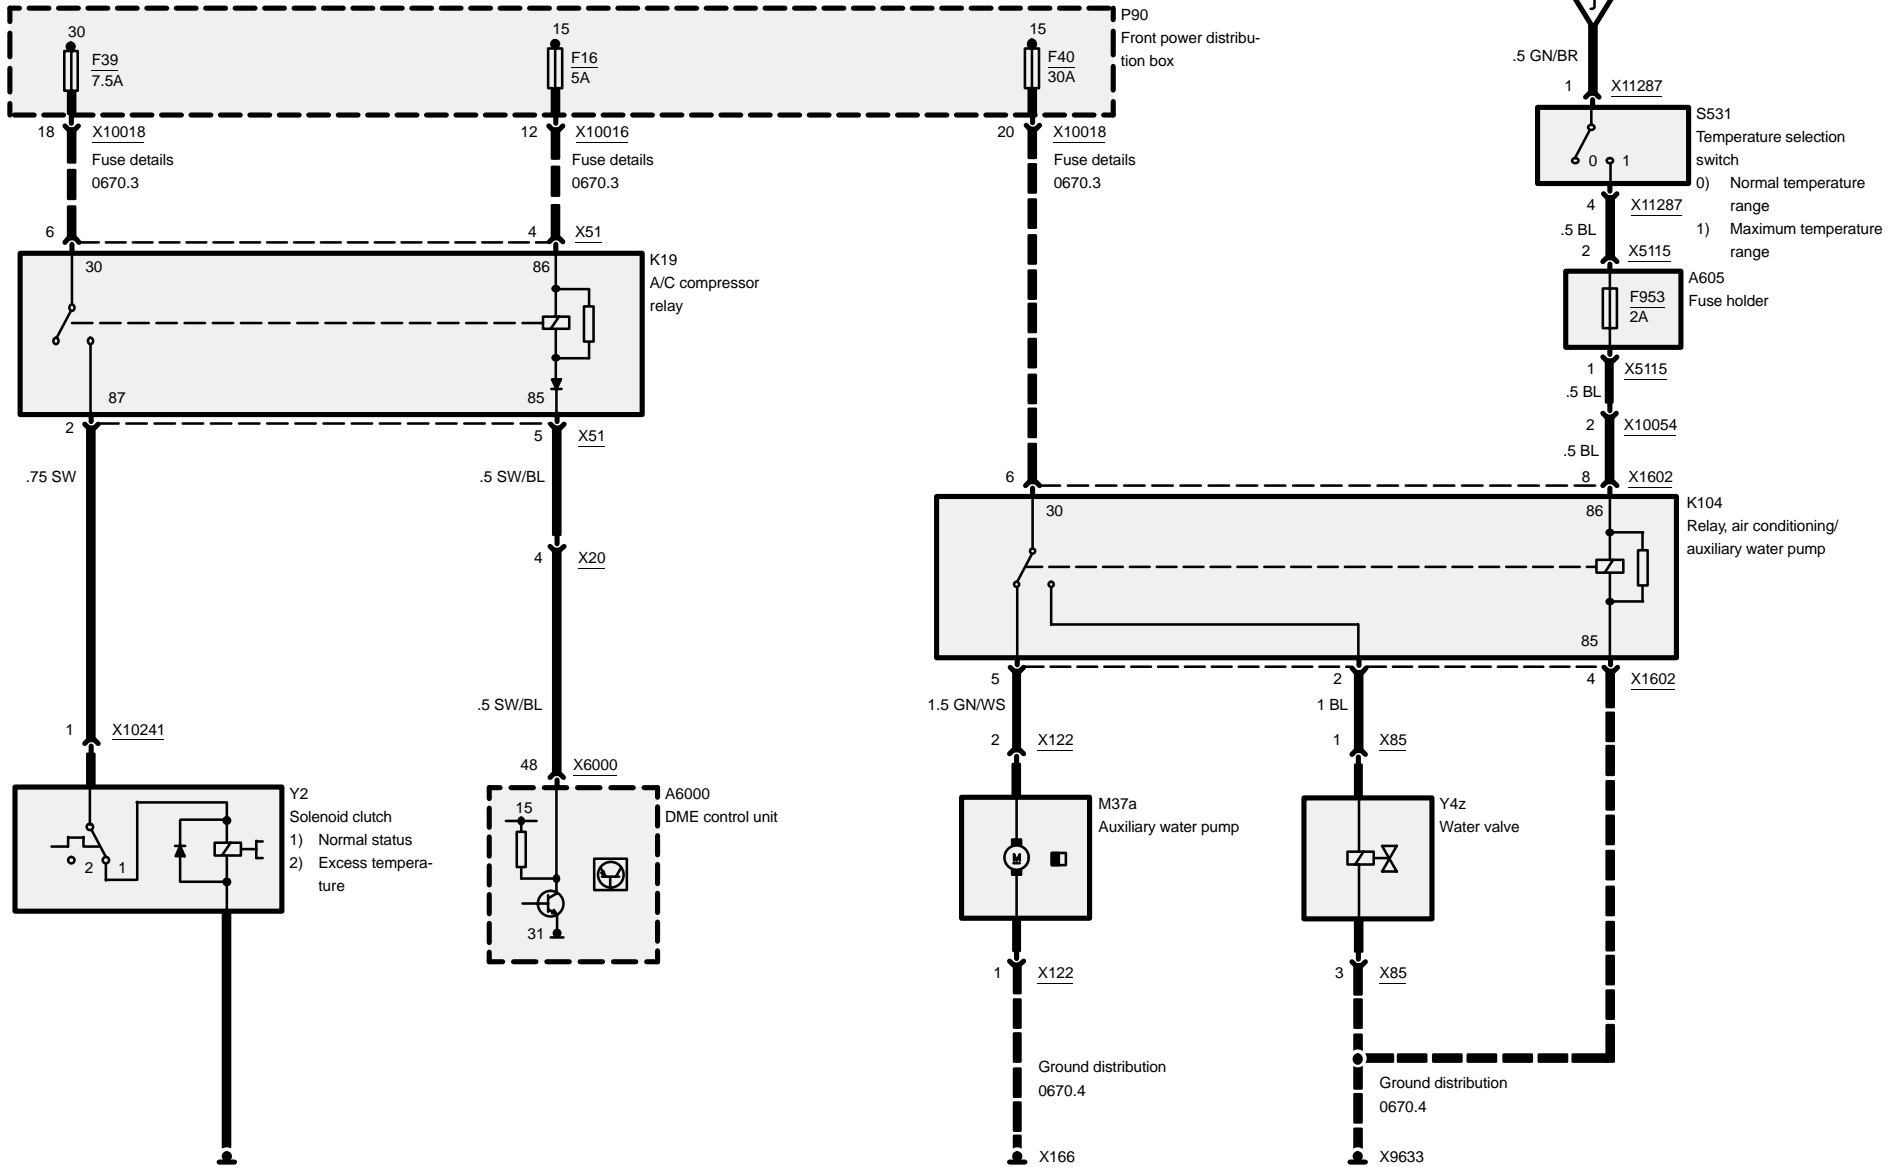 30
F39
7.5A
15
F16
5A
15
F40
30A
P90
Front power distribu-
tion box
J
.5 GN/BR
1
X11287
18
X10018
Fuse details
0670.3
12
X10016
Fuse details
0670.3
20
X10018
Fuse details
0670.3
S531
Temperature selection
switch
0) Normal temperature
range
1) Maximum temperature
range
0
1
4
X11287
.5 BL
2
X5115
A605
Fuse holder
F953
2A
1
X5115
.5 BL
2
X10054
.5 BL
6
4
X51
K19
A/C compressor
relay
30
86
87
85
2
5
X51
.75 SW
.5 SW/BL
4
X20
.5 SW/BL
6
8
X1602
K104
Relay, air conditioning/
auxiliary water pump
30
86
85
5
2
4
X1602
1.5 GN/WS
1 BL
1
X10241
48
X6000
2
X122
1
X85
Y2
Solenoid clutch
1) Normal status
2) Excess tempera-
ture
2
1
A6000
DME control unit
15
31
M37a
Auxiliary water pump
M
Y4z
Water valve
1
X122
3
X85
Ground distribution
0670.4
Ground distribution
0670.4
X166
X9633